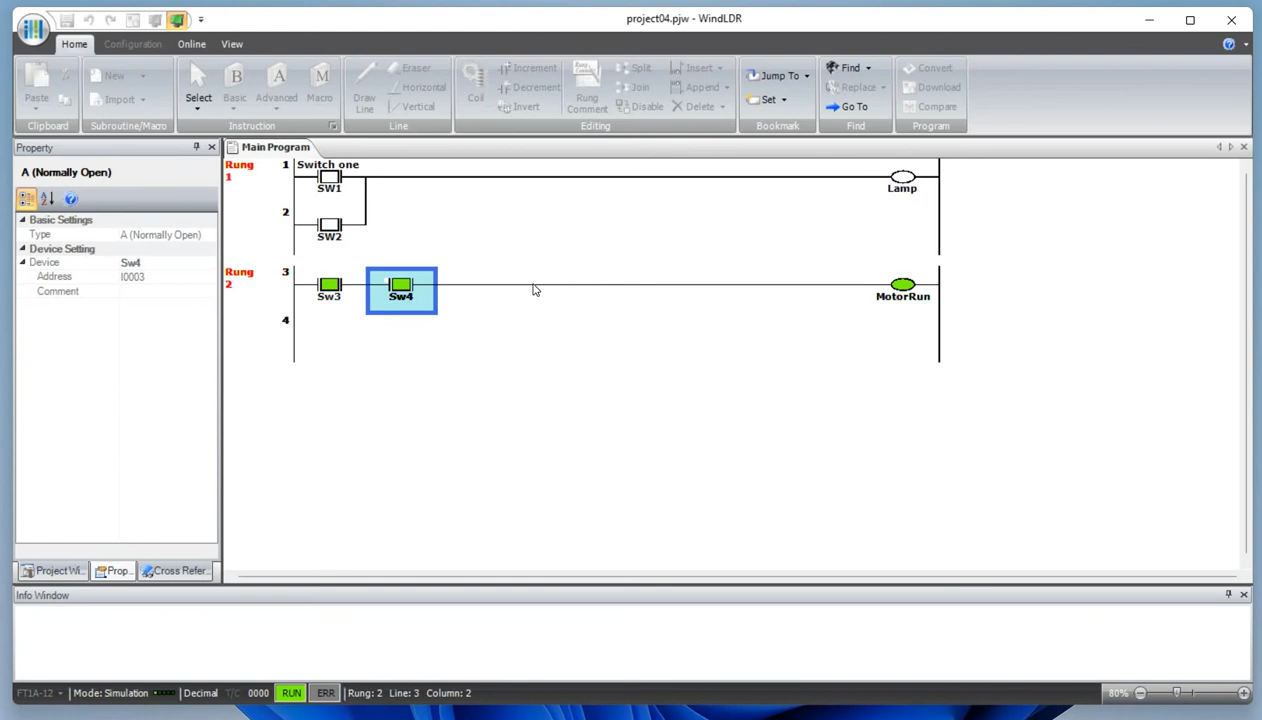 project04.pjw - WindLDR
Home Configuration Online View
Paste
Clipboard
New
Import
Subroutine/Macro
Select
B
Basic
A
Advanced
M
Macro
Instruction
Draw
Line
Eraser
Horizontal
Vertical
Line
Coil
Increment
Decrement
Invert
Rung
Comment
Split
Join
Disable
Insert
Append
Delete
Editing
Jump To
Set
Bookmark
Find
Replace
Go To
Find
Convert
Download
Compare
Program
Property
A (Normally Open)
Basic Settings
Type A (Normally Open)
Device Setting
Device Sw4
Address I0003
Comment
Project Wi...
Prop...
Cross Refer...
Main Program
Rung 1 Switch one
1
SW1 Lamp
2
SW2
Rung 3
2
Sw3 Sw4 MotorRun
4
Info Window
FT1A-12 Mode: Simulation Decimal T/C 0000 RUN ERR Rung: 2 Line: 3 Column: 2 80%